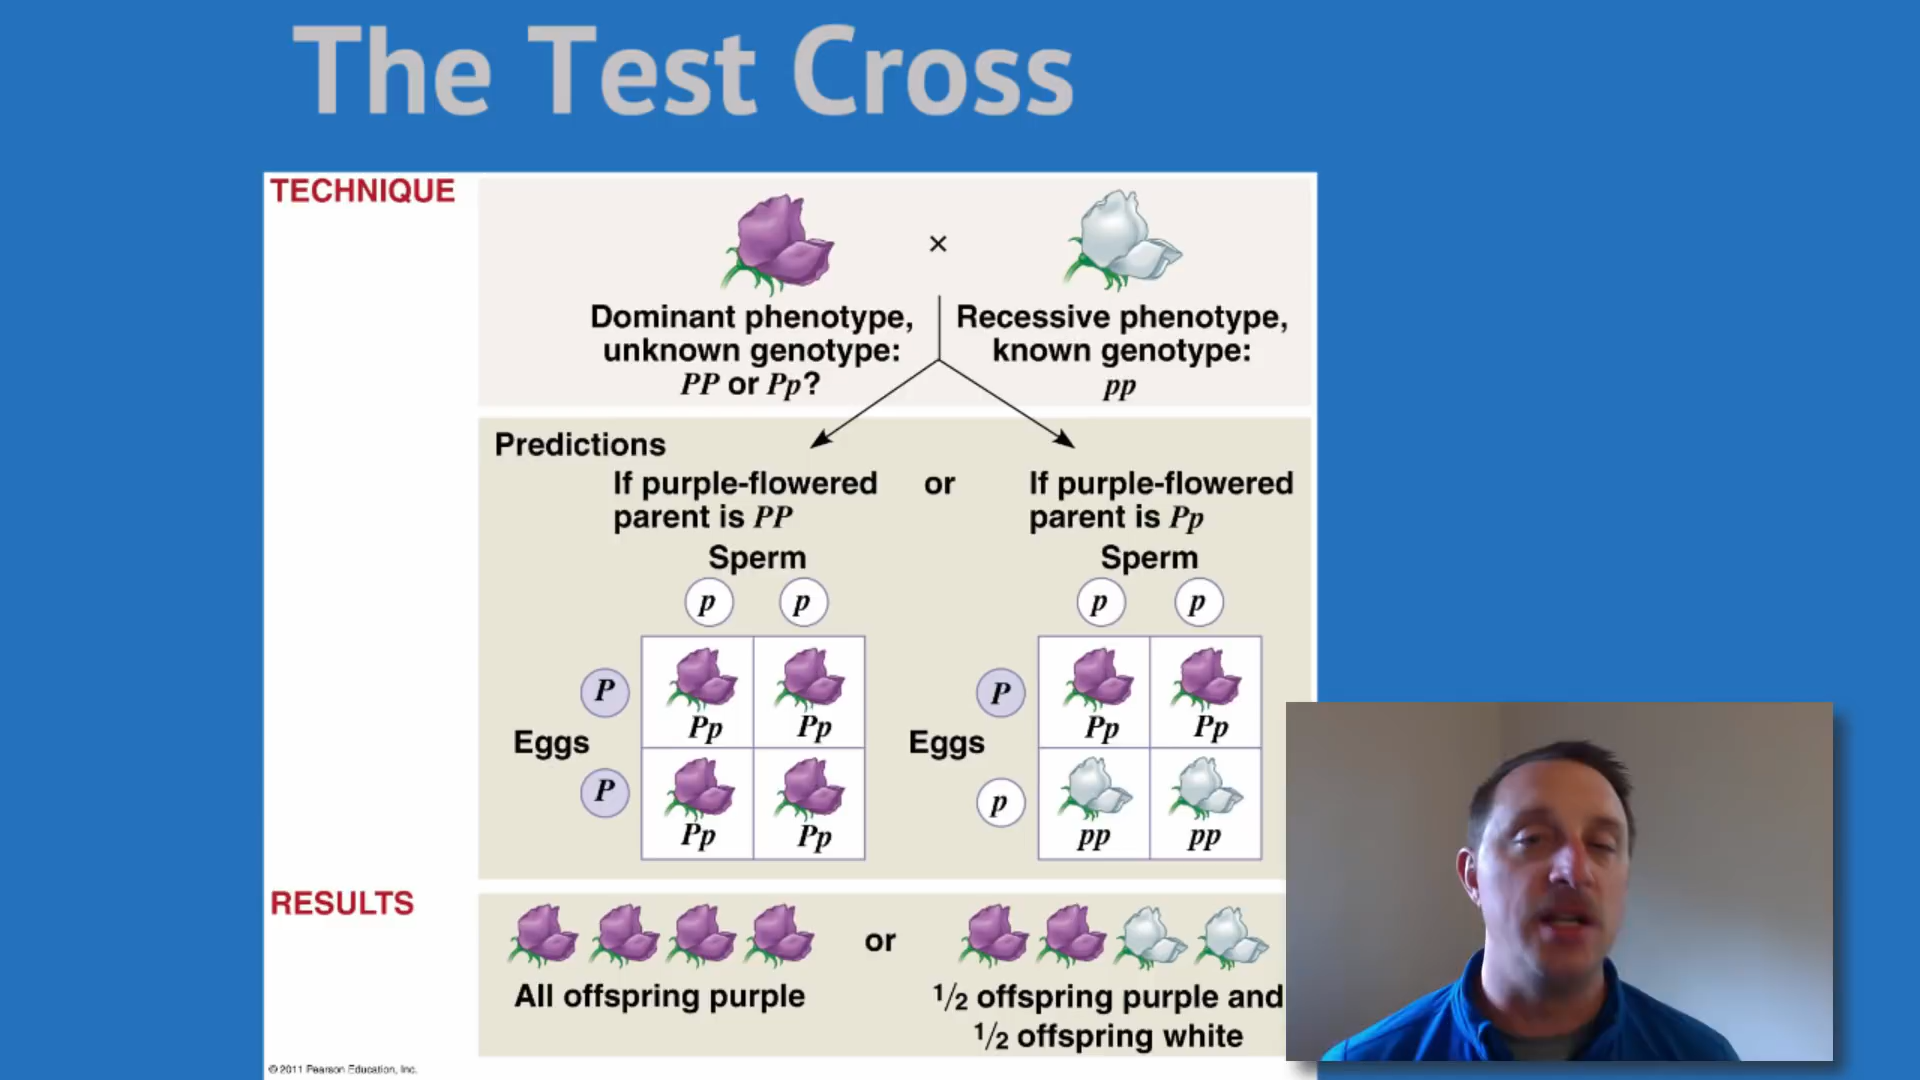 The Test Cross
TECHNIQUE
×
Dominant phenotype,
unknown genotype:
PP or Pp?
Recessive phenotype,
known genotype:
pp
Predictions
If purple-flowered
parent is PP
or
If purple-flowered
parent is Pp
Sperm
p p
Eggs
P
P
Pp Pp
Pp Pp
Sperm
p p
Eggs
P
p
Pp Pp
pp pp
RESULTS
All offspring purple
or
1/2 offspring purple and
1/2 offspring white
© 2011 Pearson Education, Inc.